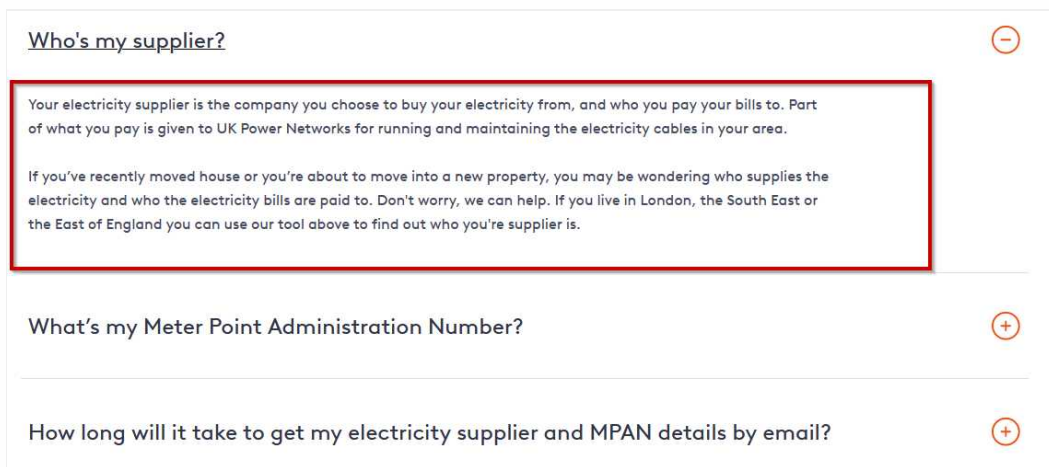 Who's my supplier?
Your electricity supplier is the company you choose to buy your electricity from, and who you pay your bills to. Part
of what you pay is given to UK Power Networks for running and maintaining the electricity cables in your area.
If you’ve recently moved house or you’re about to move into a new property, you may be wondering who supplies the
electricity and who the electricity bills are paid to. Don't worry, we can help. If you live in London, the South East or
the East of England you can use our tool above to find out who you're supplier is.
What’s my Meter Point Administration Number?
How long will it take to get my electricity supplier and MPAN details by email?